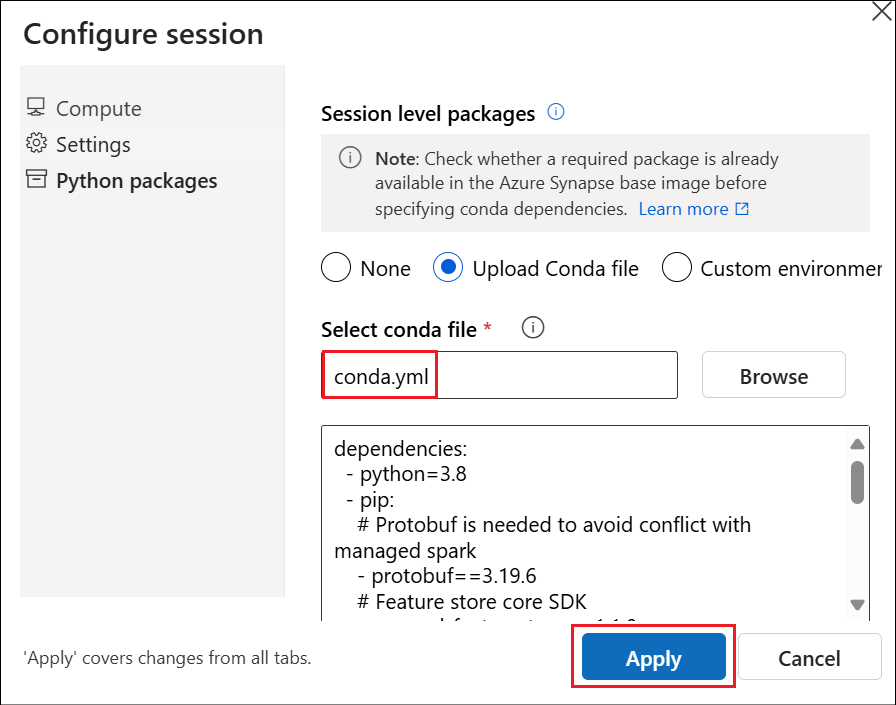 Configure session
Compute
Settings
Python packages
Session level packages
Note: Check whether a required package is already
available in the Azure Synapse base image before
specifying conda dependencies. Learn more
None
Upload Conda file
Custom environmen
Select conda file *
conda.yml
Browse
dependencies:
- python=3.8
- pip:
# Protobuf is needed to avoid conflict with
managed spark
- protobuf==3.19.6
# Feature store core SDK
'Apply' covers changes from all tabs.
Apply
Cancel